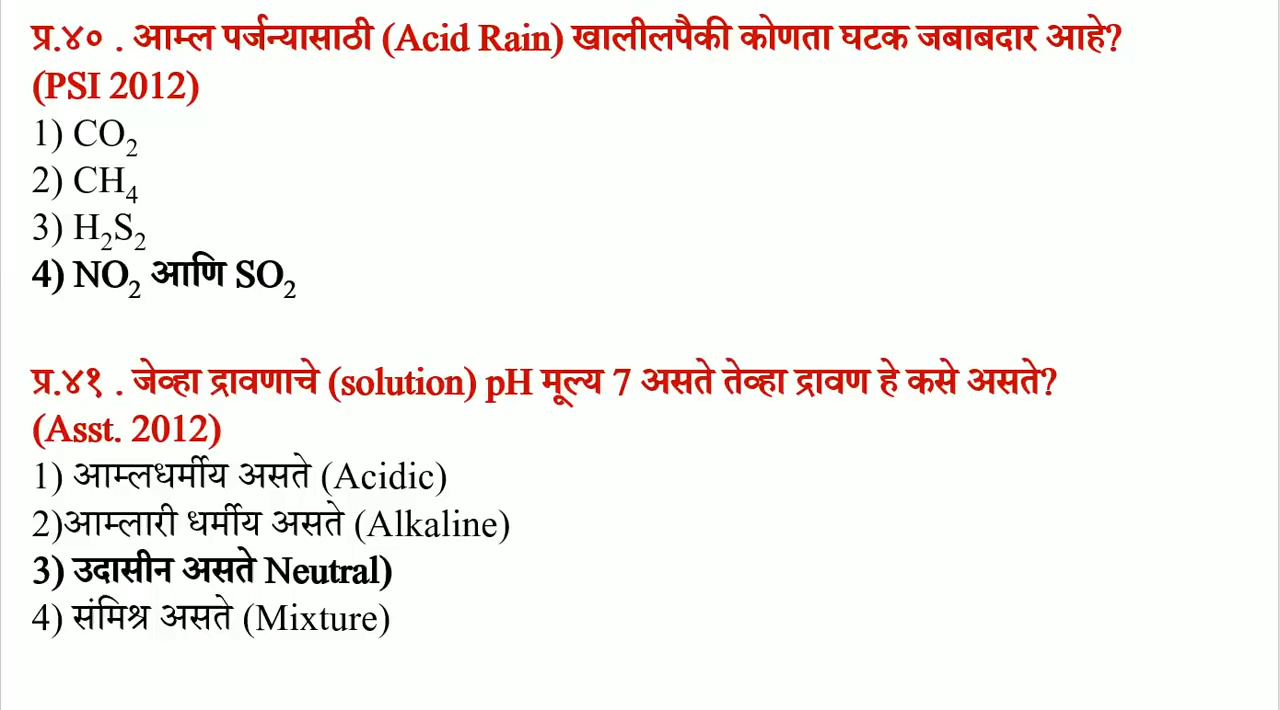 प्र.४० . आम्ल पर्जन्यासाठी (Acid Rain) खालीलपैकी कोणता घटक जबाबदार आहे?
(PSI 2012)
1) CO₂
2) CH₄
3) H₂S₂
4) NO₂ आणि SO₂
प्र.४१ . जेव्हा द्रावणाचे (solution) pH मूल्य 7 असते तेव्हा द्रावण हे कसे असते?
(Asst. 2012)
1) आम्लधर्मीय असते (Acidic)
2)आम्लारी धर्मीय असते (Alkaline)
3) उदासीन असते Neutral)
4) संमिश्र असते (Mixture)